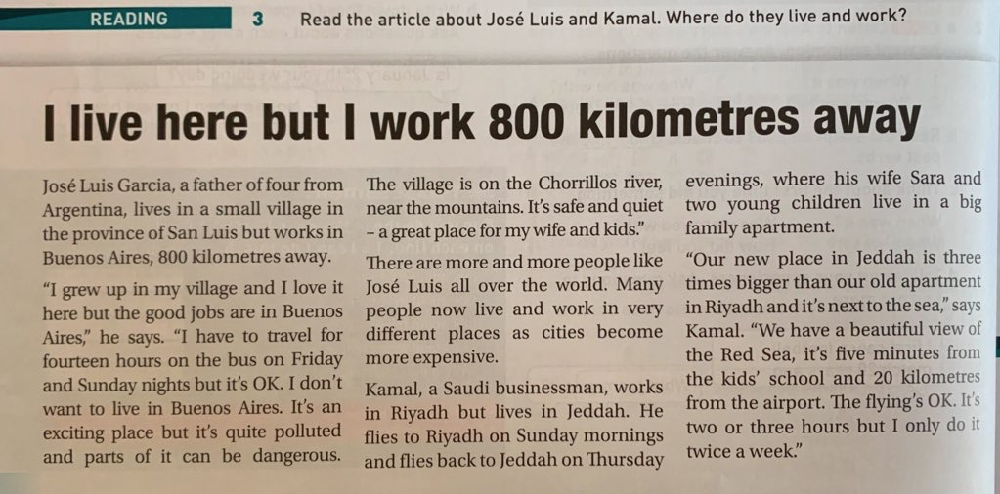 READING 3 Read the article about José Luis and Kamal. Where do they live and work?
I live here but I work 800 kilometres away
José Luis Garcia, a father of four from
Argentina, lives in a small village in
the province of San Luis but works in
Buenos Aires, 800 kilometres away.
“I grew up in my village and I love it
here but the good jobs are in Buenos
Aires,” he says. “I have to travel for
fourteen hours on the bus on Friday
and Sunday nights but it’s OK. I don’t
want to live in Buenos Aires. It’s an
exciting place but it’s quite polluted
and parts of it can be dangerous.
The village is on the Chorrillos river,
near the mountains. It’s safe and quiet
– a great place for my wife and kids.”
There are more and more people like
José Luis all over the world. Many
people now live and work in very
different places as cities become
more expensive.
Kamal, a Saudi businessman, works
in Riyadh but lives in Jeddah. He
flies to Riyadh on Sunday mornings
and flies back to Jeddah on Thursday
evenings, where his wife Sara and
two young children live in a big
family apartment.
“Our new place in Jeddah is three
times bigger than our old apartment
in Riyadh and it’s next to the sea,” says
Kamal. “We have a beautiful view of
the Red Sea, it’s five minutes from
the kids’ school and 20 kilometres
from the airport. The flying’s OK. It’s
two or three hours but I only do it
twice a week.”